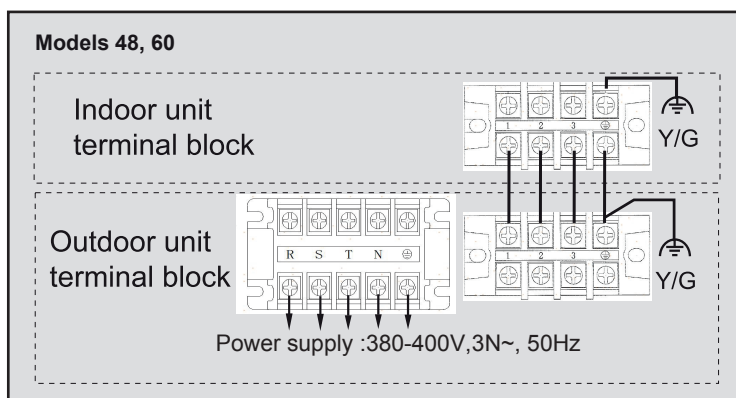 Models 48, 60
Indoor unit
terminal block
1 2 3
Y/G
Outdoor unit
terminal block
R S T N
1 2 3
Y/G
Power supply :380-400V,3N~, 50Hz